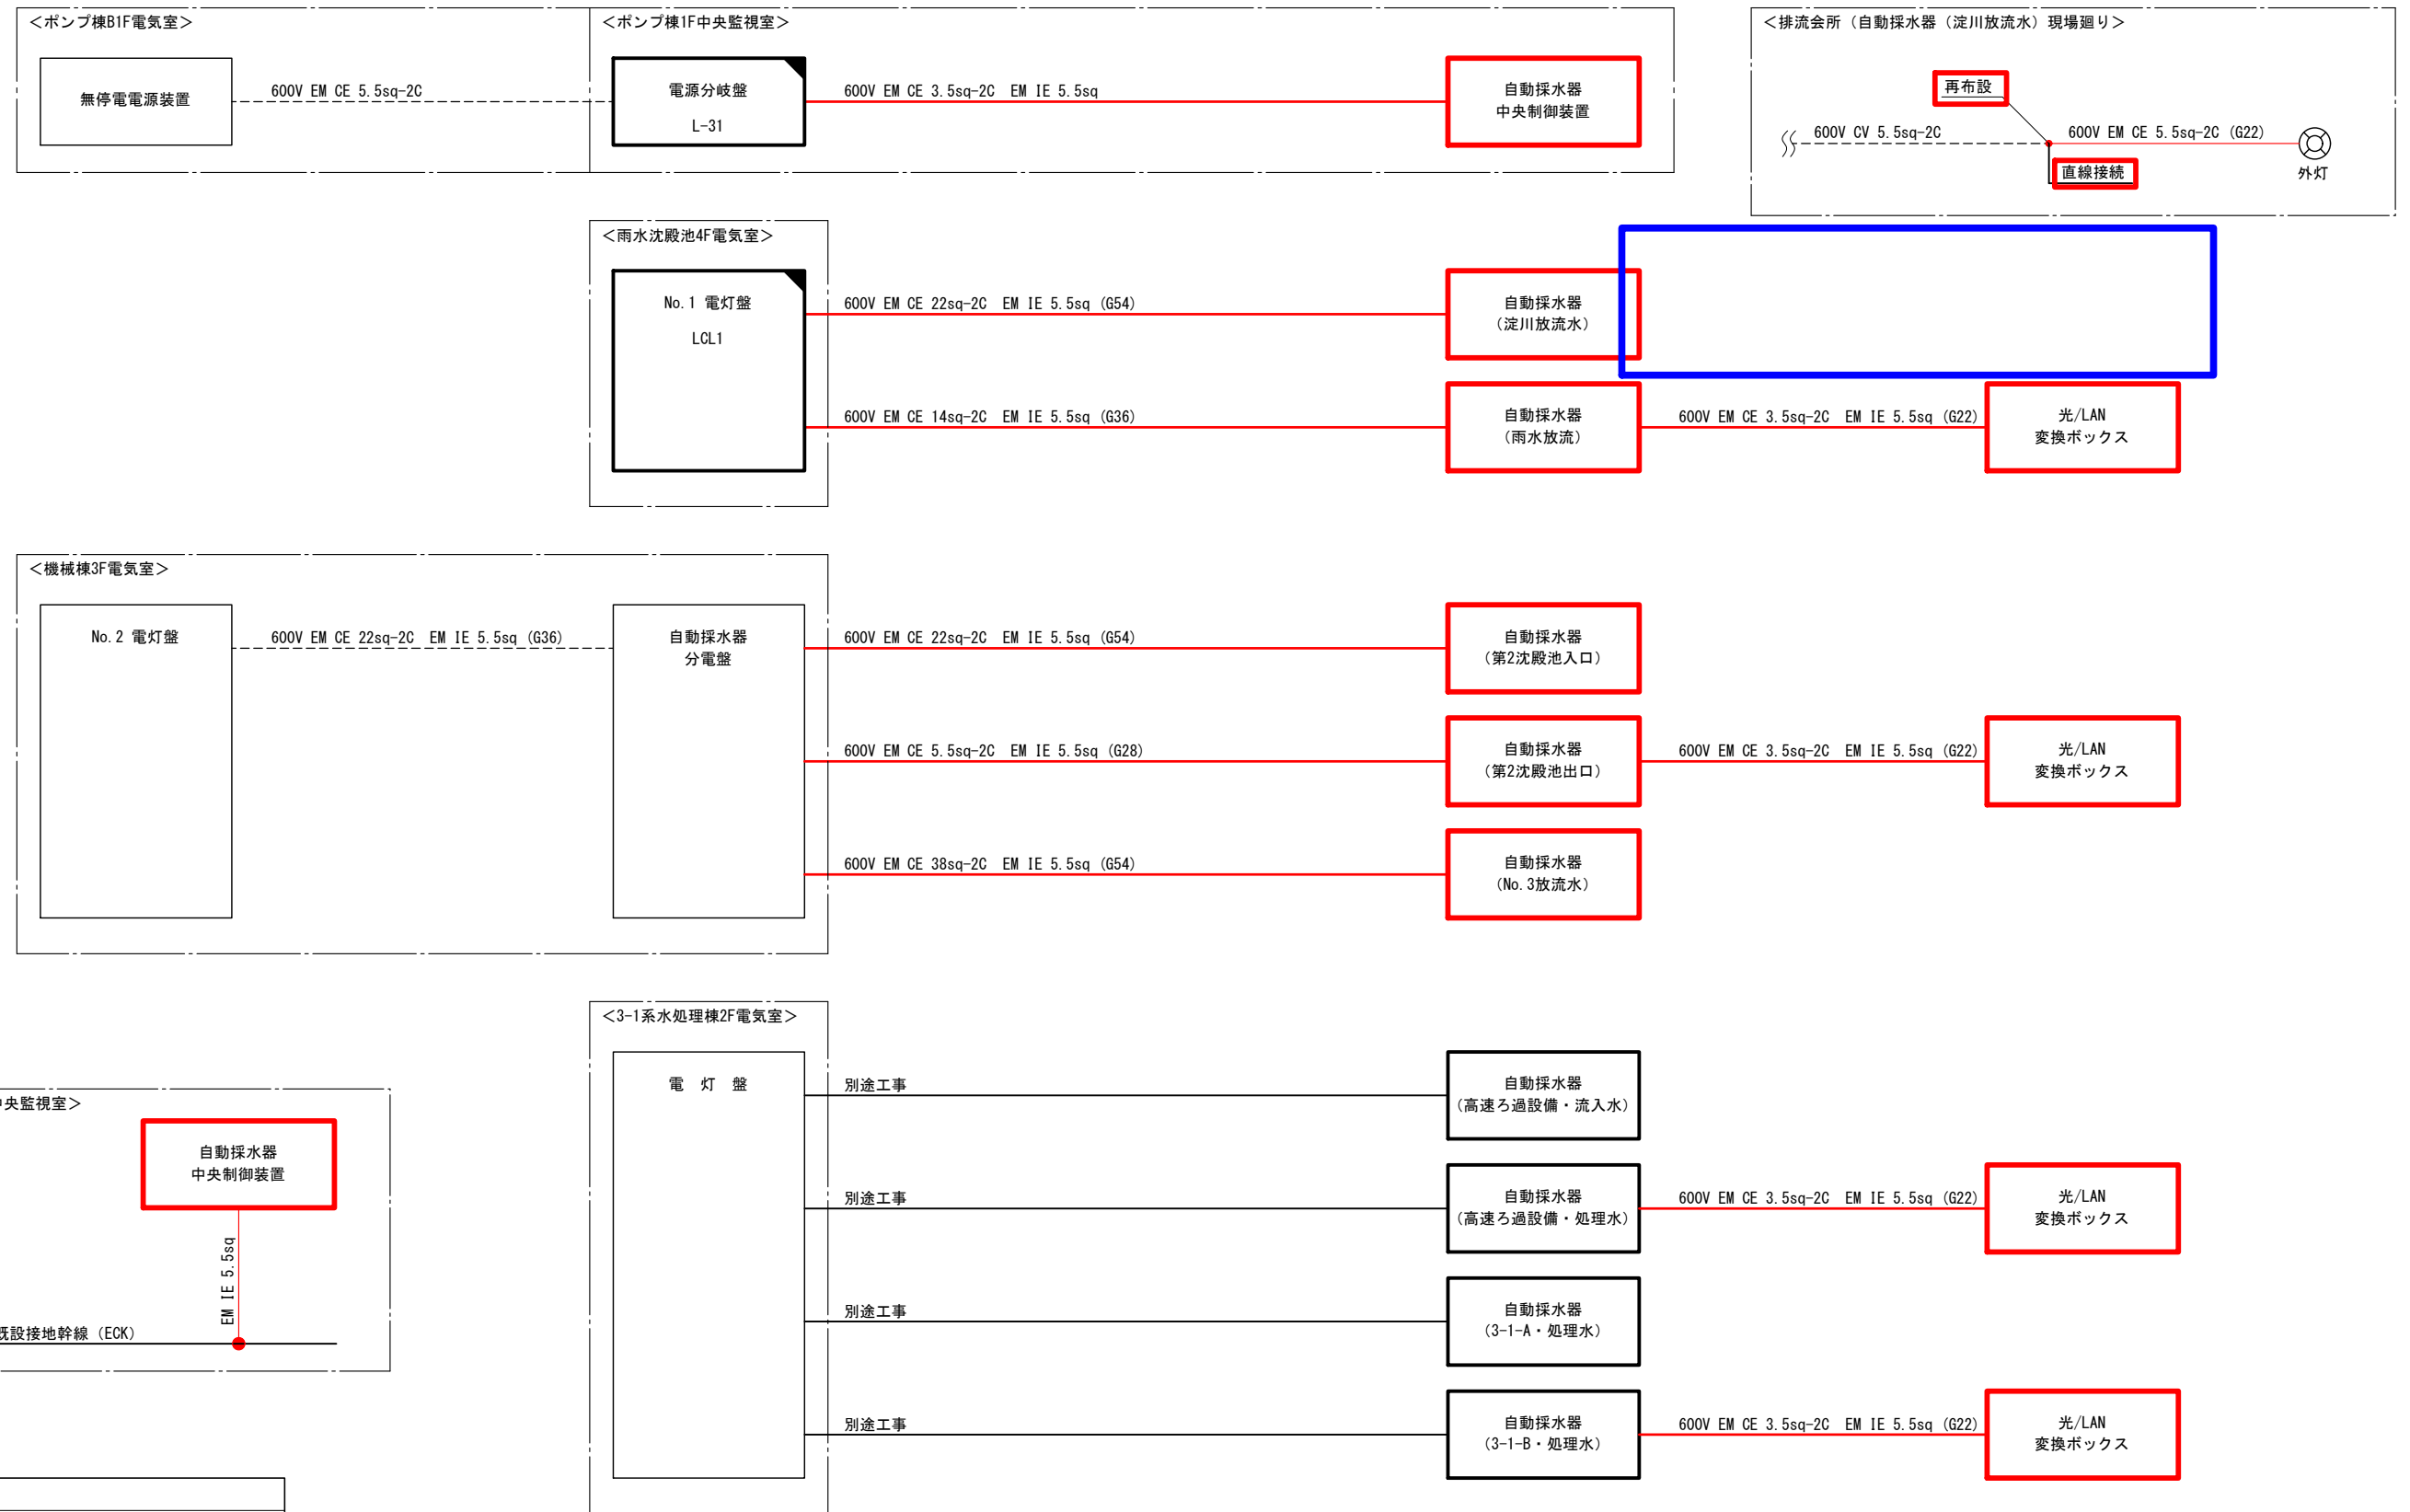 ＜ポンプ棟B1F電気室＞
無停電電源装置
600V EM CE 5.5sq-2C
＜ポンプ棟1F中央監視室＞
電源分岐盤
L-31
600V EM CE 3.5sq-2C EM IE 5.5sq
自動採水器
中央制御装置
＜排流会所（自動採水器（淀川放流水）現場廻り＞
再布設
600V CV 5.5sq-2C
600V EM CE 5.5sq-2C (G22)
直線接続
外灯
＜雨水沈殿池4F電気室＞
No.1 電灯盤
LCL1
600V EM CE 22sq-2C EM IE 5.5sq (G54)
自動採水器
（淀川放流水）
600V EM CE 14sq-2C EM IE 5.5sq (G36)
自動採水器
（雨水放流）
600V EM CE 3.5sq-2C EM IE 5.5sq (G22)
光/LAN
変換ボックス
＜機械棟3F電気室＞
No.2 電灯盤
600V EM CE 22sq-2C EM IE 5.5sq (G36)
自動採水器
分電盤
600V EM CE 22sq-2C EM IE 5.5sq (G54)
自動採水器
（第2沈殿池入口）
600V EM CE 5.5sq-2C EM IE 5.5sq (G28)
自動採水器
（第2沈殿池出口）
600V EM CE 3.5sq-2C EM IE 5.5sq (G22)
光/LAN
変換ボックス
600V EM CE 38sq-2C EM IE 5.5sq (G54)
自動採水器
（No.3放流水）
＜3-1系水処理棟2F電気室＞
電 灯 盤
別途工事
自動採水器
（高速ろ過設備・流入水）
別途工事
自動採水器
（高速ろ過設備・処理水）
600V EM CE 3.5sq-2C EM IE 5.5sq (G22)
光/LAN
変換ボックス
別途工事
自動採水器
（3-1-A・処理水）
別途工事
自動採水器
（3-1-B・処理水）
600V EM CE 3.5sq-2C EM IE 5.5sq (G22)
光/LAN
変換ボックス
中央監視室＞
自動採水器
中央制御装置
EM IE 5.5sq
既設接地幹線（ECK）